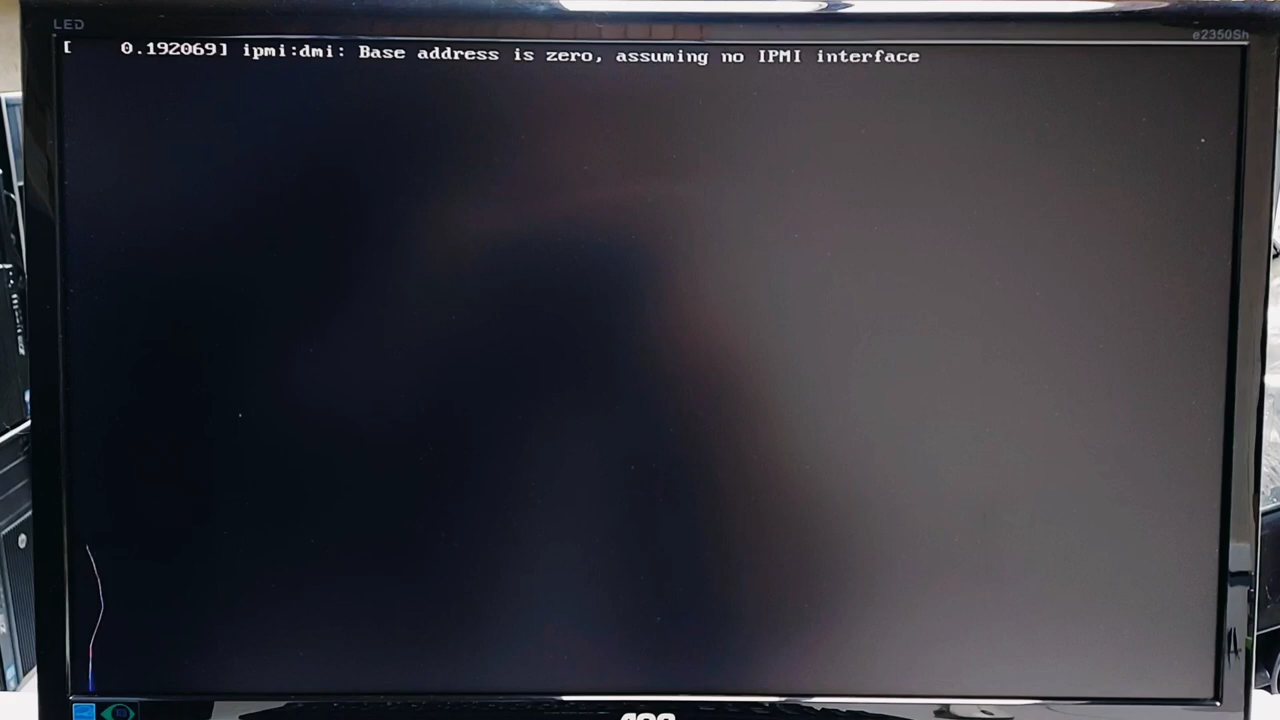 LED
e2350Sh
[    0.192069] ipmi:dmi: Base address is zero, assuming no IPMI interface